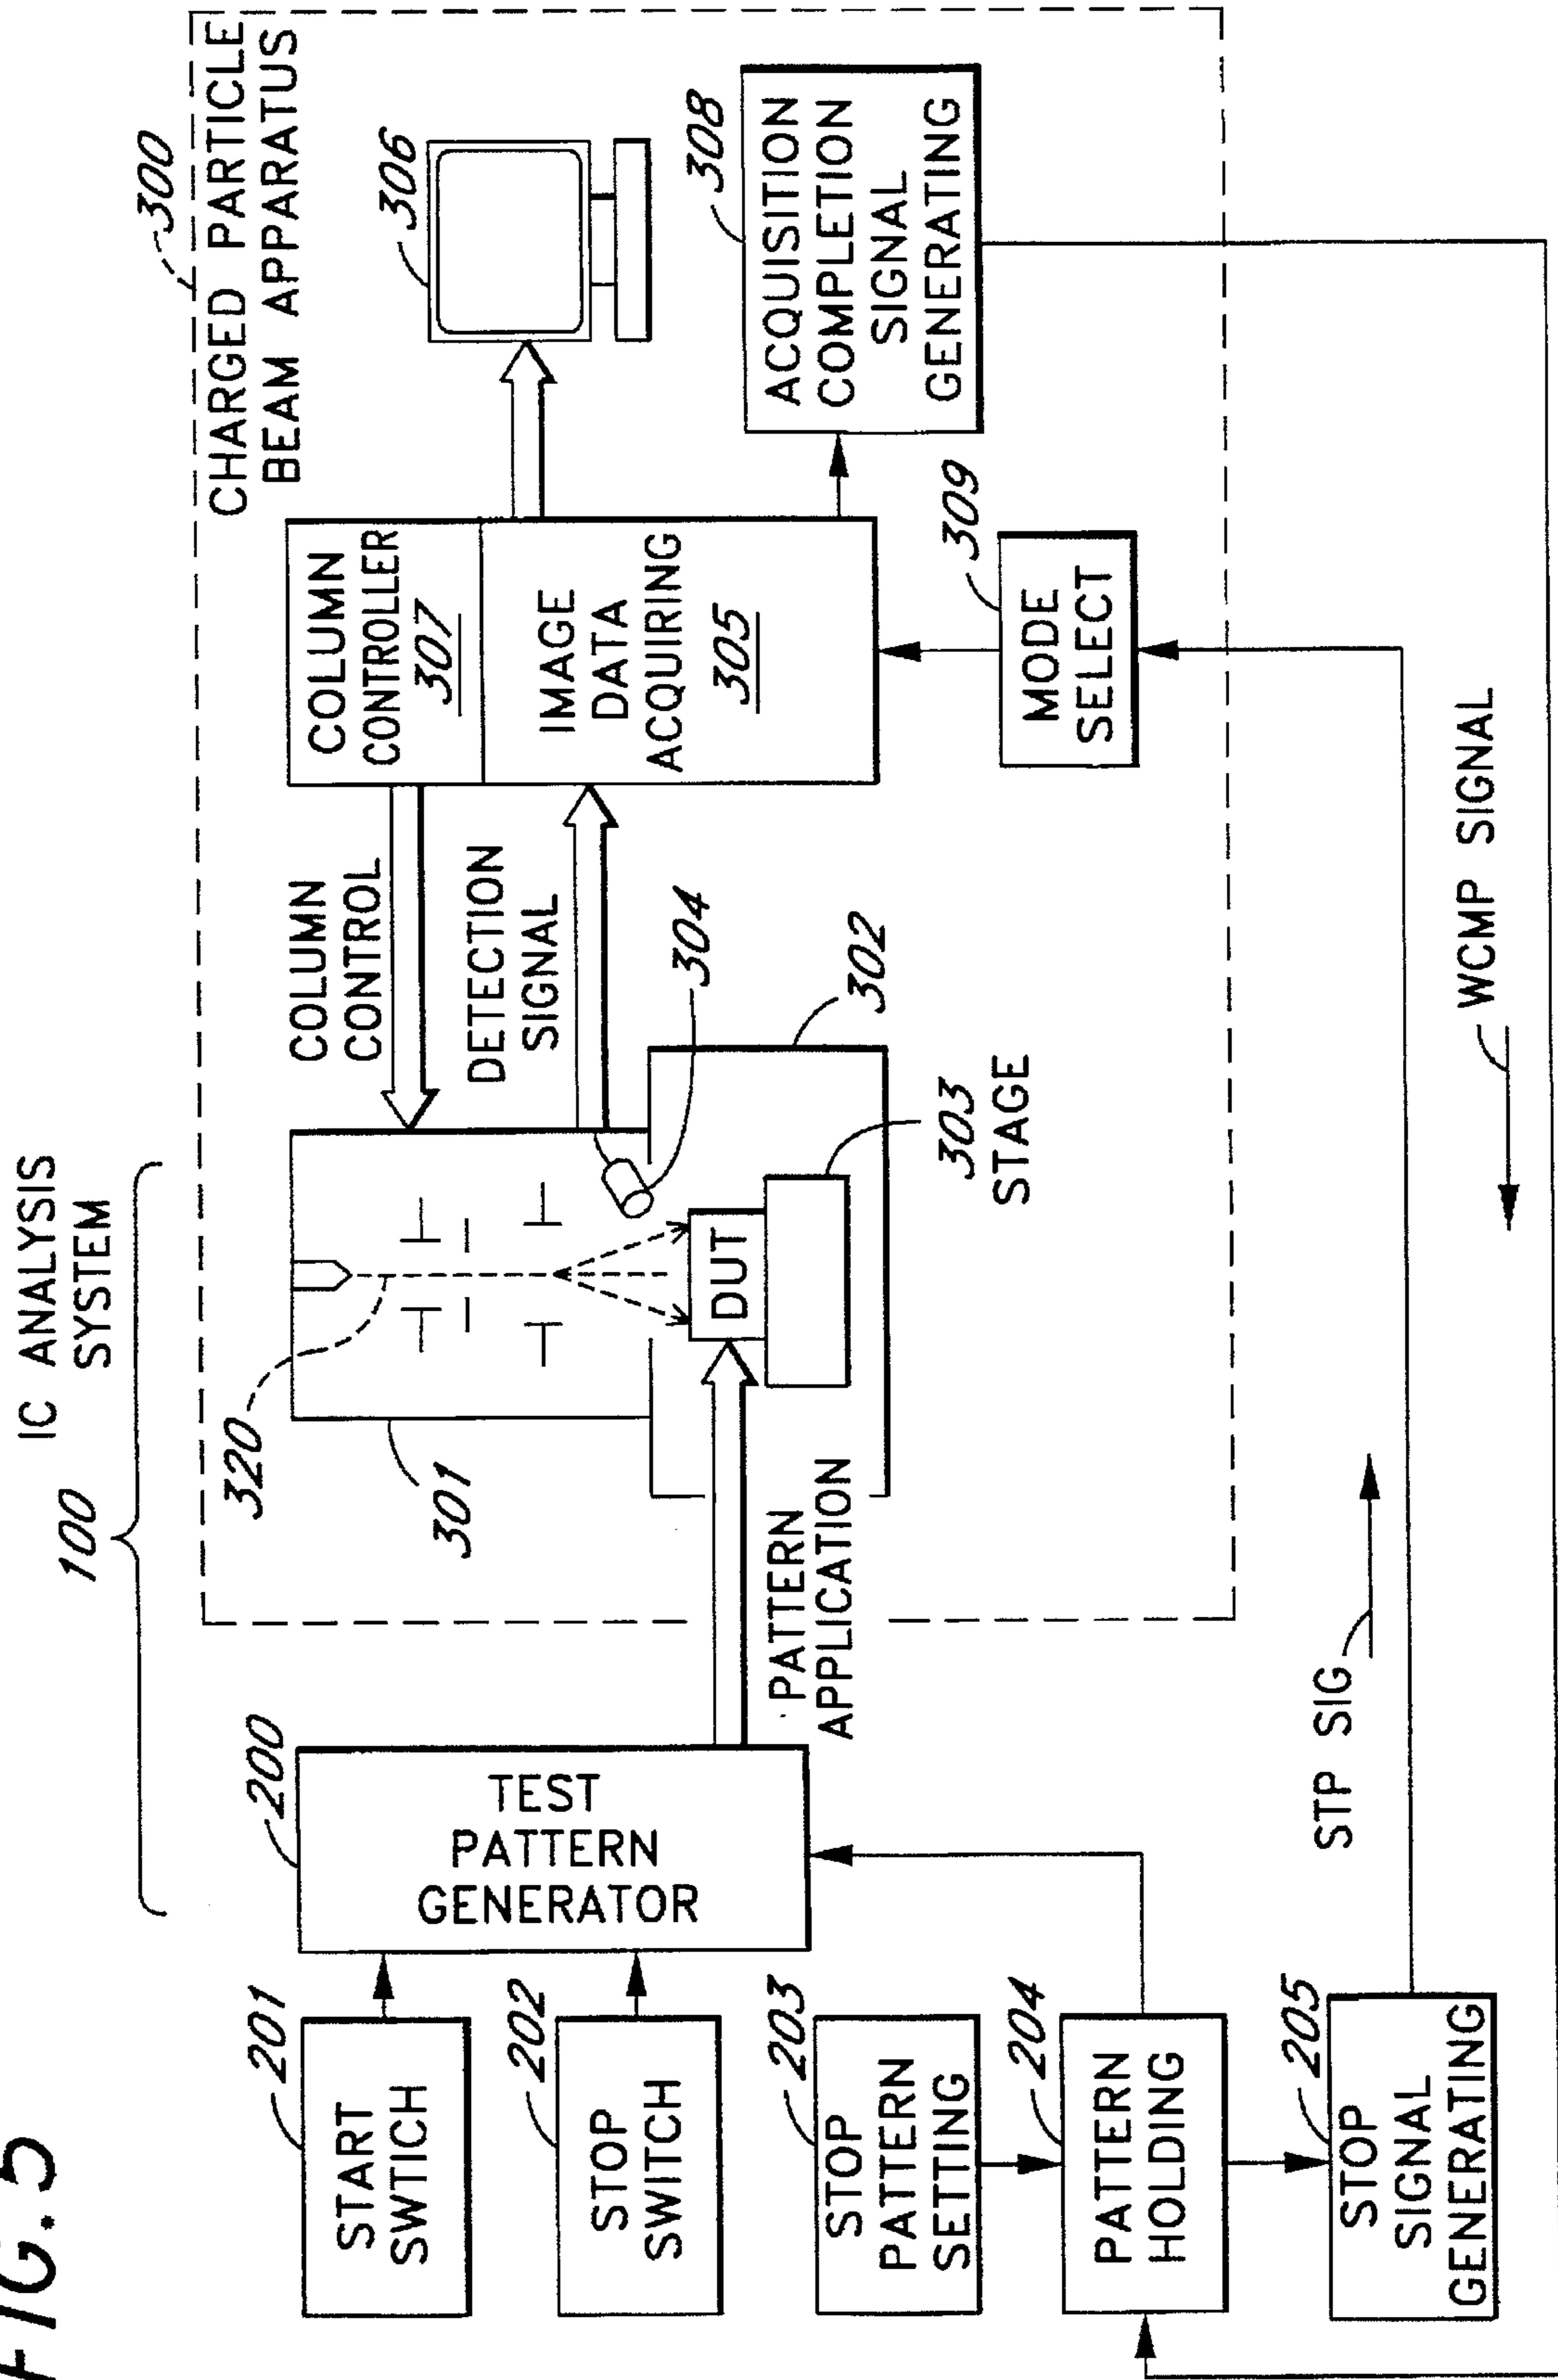 FIG. 5
100
IC ANALYSIS
SYSTEM
300
CHARGED PARTICLE
BEAM APPARATUS
201
START
SWTICH
202
STOP
SWITCH
203
STOP
PATTERN
SETTING
204
PATTERN
HOLDING
205
STOP
SIGNAL
GENERATING
200
TEST
PATTERN
GENERATOR
PATTERN
APPLICATION
320
301
DUT
304
302
303
STAGE
COLUMN
CONTROL
DETECTION
SIGNAL
COLUMN
CONTROLLER
307
IMAGE
DATA
ACQUIRING
305
306
308
ACQUISITION
COMPLETION
SIGNAL
GENERATING
309
MODE
SELECT
STP SIG
WCMP SIGNAL